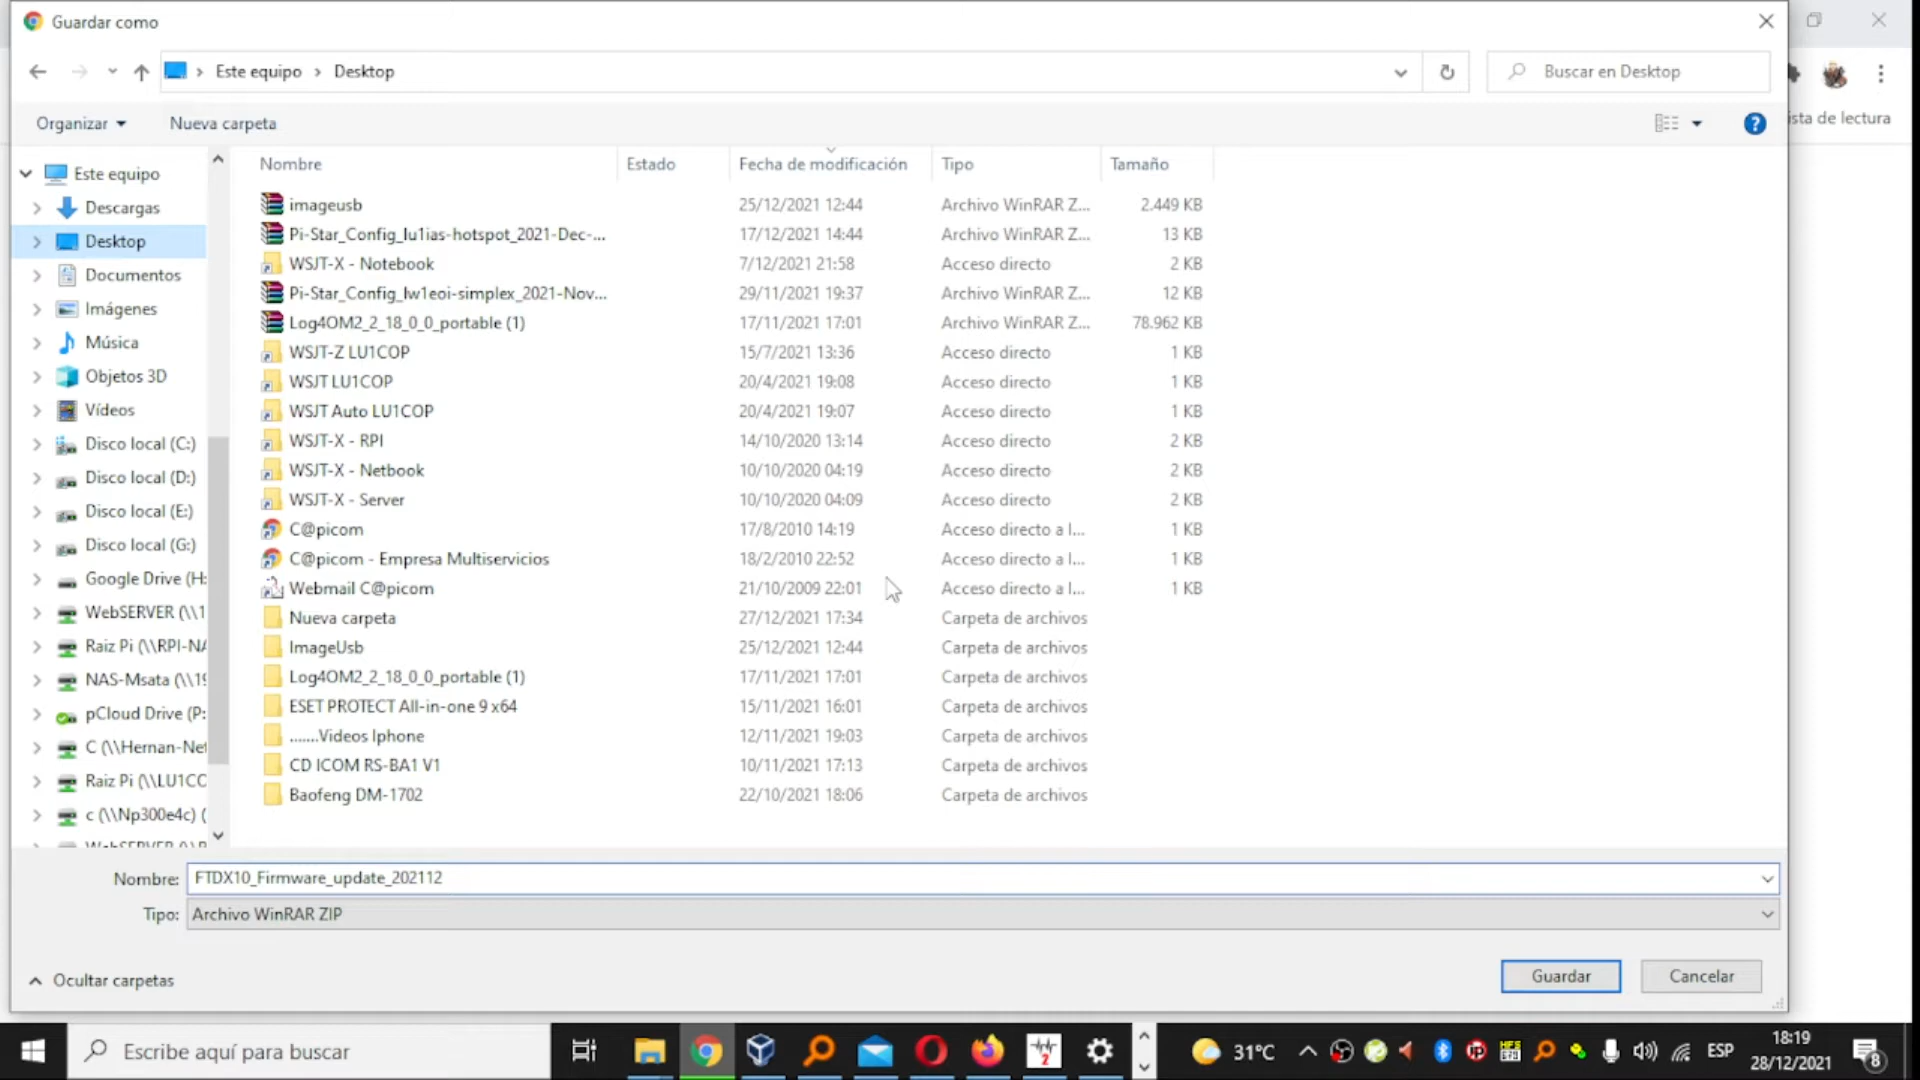 Guardar como
Este equipo > Desktop
Buscar en Desktop
Organizar
Nueva carpeta
ista de lectura
Nombre Estado Fecha de modificación Tipo Tamaño
Este equipo
Descargas
Desktop
Documentos
Imágenes
Música
Objetos 3D
Vídeos
Disco local (C:)
Disco local (D:)
Disco local (E:)
Disco local (G:)
Google Drive (H:
WebSERVER (\\1
Raiz Pi (\\RPI-NA
NAS-Msata (\\19
pCloud Drive (P:
C (\\Hernan-Net
Raiz Pi (\\LU1CO
c (\\Np300e4c) (
imageusb 25/12/2021 12:44 Archivo WinRAR Z... 2.449 KB
Pi-Star_Config_lu1ias-hotspot_2021-Dec-... 17/12/2021 14:44 Archivo WinRAR Z... 13 KB
WSJT-X - Notebook 7/12/2021 21:58 Acceso directo 2 KB
Pi-Star_Config_lw1eoi-simplex_2021-Nov... 29/11/2021 19:37 Archivo WinRAR Z... 12 KB
Log4OM2_2_18_0_0_portable (1) 17/11/2021 17:01 Archivo WinRAR Z... 78.962 KB
WSJT-Z LU1COP 15/7/2021 13:36 Acceso directo 1 KB
WSJT LU1COP 20/4/2021 19:08 Acceso directo 1 KB
WSJT Auto LU1COP 20/4/2021 19:07 Acceso directo 1 KB
WSJT-X - RPI 14/10/2020 13:14 Acceso directo 2 KB
WSJT-X - Netbook 10/10/2020 04:19 Acceso directo 2 KB
WSJT-X - Server 10/10/2020 04:09 Acceso directo 2 KB
C@picom 17/8/2010 14:19 Acceso directo a I... 1 KB
C@picom - Empresa Multiservicios 18/2/2010 22:52 Acceso directo a I... 1 KB
Webmail C@picom 21/10/2009 22:01 Acceso directo a I... 1 KB
Nueva carpeta 27/12/2021 17:34 Carpeta de archivos
ImageUsb 25/12/2021 12:44 Carpeta de archivos
Log4OM2_2_18_0_0_portable (1) 17/11/2021 17:01 Carpeta de archivos
ESET PROTECT All-in-one 9 x64 15/11/2021 16:01 Carpeta de archivos
.......Videos Iphone 12/11/2021 19:03 Carpeta de archivos
CD ICOM RS-BA1 V1 10/11/2021 17:13 Carpeta de archivos
Baofeng DM-1702 22/10/2021 18:06 Carpeta de archivos
Nombre: FTDX10_Firmware_update_202112
Tipo: Archivo WinRAR ZIP
Ocultar carpetas
Guardar
Cancelar
Escribe aquí para buscar
31°C
ESP
18:19
28/12/2021
8